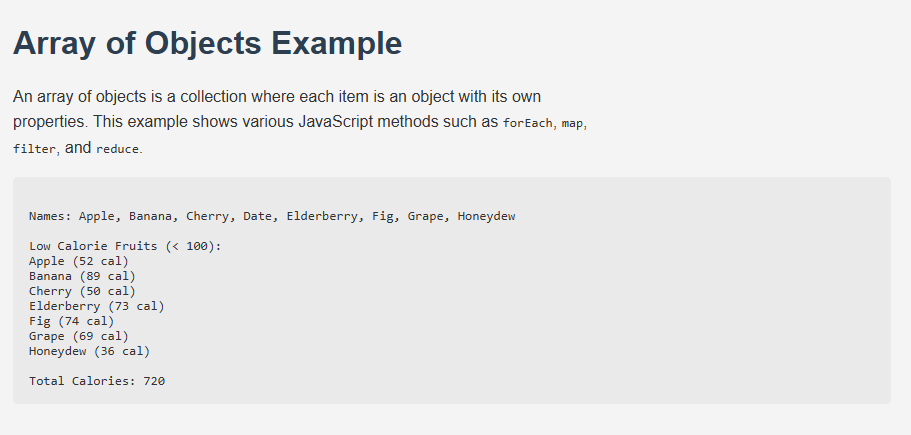 Array of Objects Example
An array of objects is a collection where each item is an object with its own
properties. This example shows various JavaScript methods such as forEach, map,
filter, and reduce.
Names: Apple, Banana, Cherry, Date, Elderberry, Fig, Grape, Honeydew
Low Calorie Fruits (< 100):
Apple (52 cal)
Banana (89 cal)
Cherry (50 cal)
Elderberry (73 cal)
Fig (74 cal)
Grape (69 cal)
Honeydew (36 cal)
Total Calories: 720